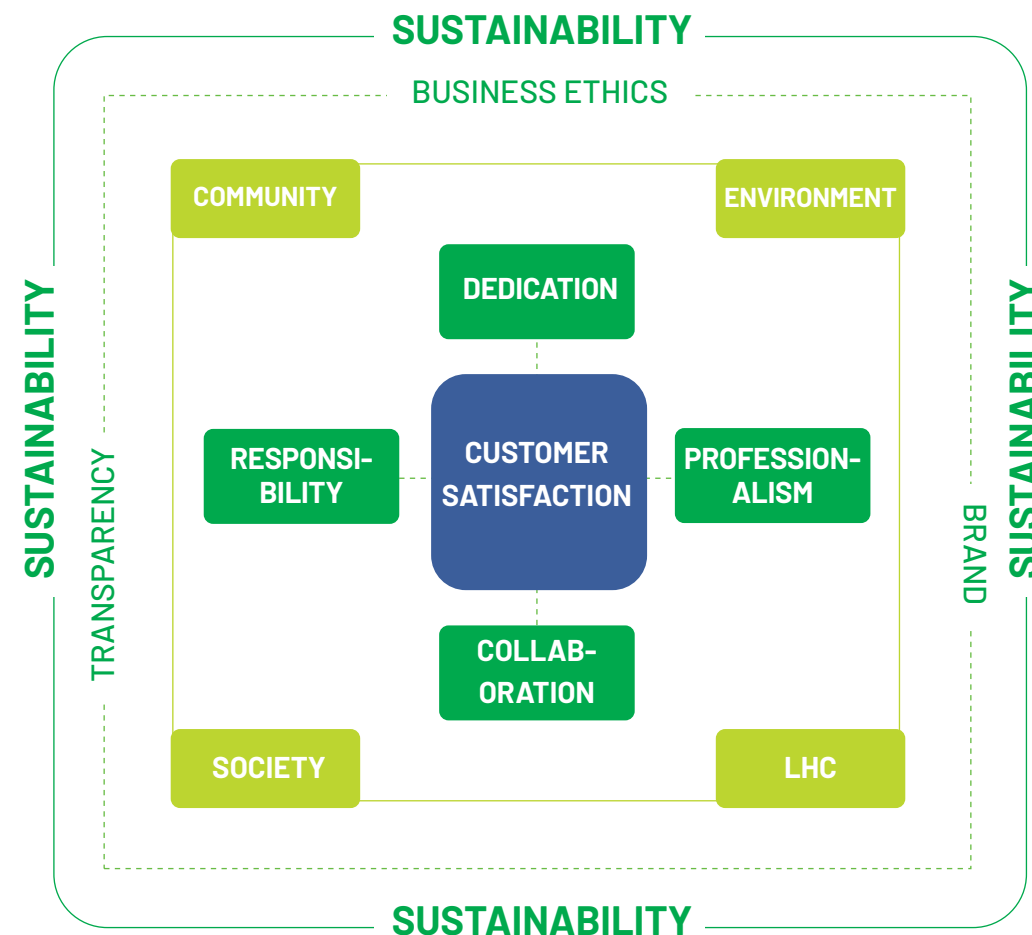 SUSTAINABILITY
BUSINESS ETHICS
COMMUNITY
ENVIRONMENT
DEDICATION
SUSTAINABILITY
TRANSPARENCY
RESPONSI-
BILITY
CUSTOMER
SATISFACTION
PROFESSION-
ALISM
BRAND
SUSTAINABILITY
COLLAB-
ORATION
SOCIETY
LHC
SUSTAINABILITY